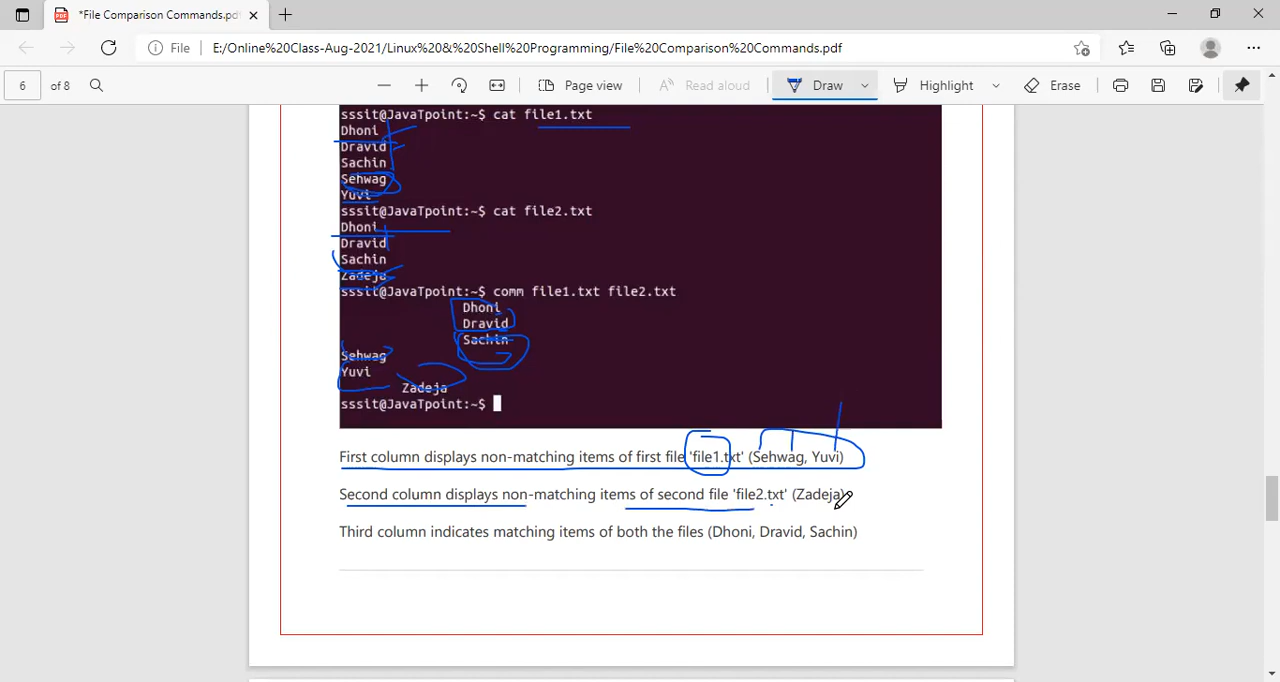 *File Comparison Commands.pdf
File E:/Online%20Class-Aug-2021/Linux%20&%20Shell%20Programming/File%20Comparison%20Commands.pdf
6 of 8 Page view Read aloud Draw Highlight Erase
sssit@JavaTpoint:~$ cat file1.txt
Dhoni
Dravid
Sachin
Sehwag
Yuvi
sssit@JavaTpoint:~$ cat file2.txt
Dhoni
Dravid
Sachin
Zadeja
sssit@JavaTpoint:~$ comm file1.txt file2.txt
Dhoni
Dravid
Sachin
Sehwag
Yuvi
Zadeja
sssit@JavaTpoint:~$
First column displays non-matching items of first file 'file1.txt' (Sehwag, Yuvi)
Second column displays non-matching items of second file 'file2.txt' (Zadeja)
Third column indicates matching items of both the files (Dhoni, Dravid, Sachin)